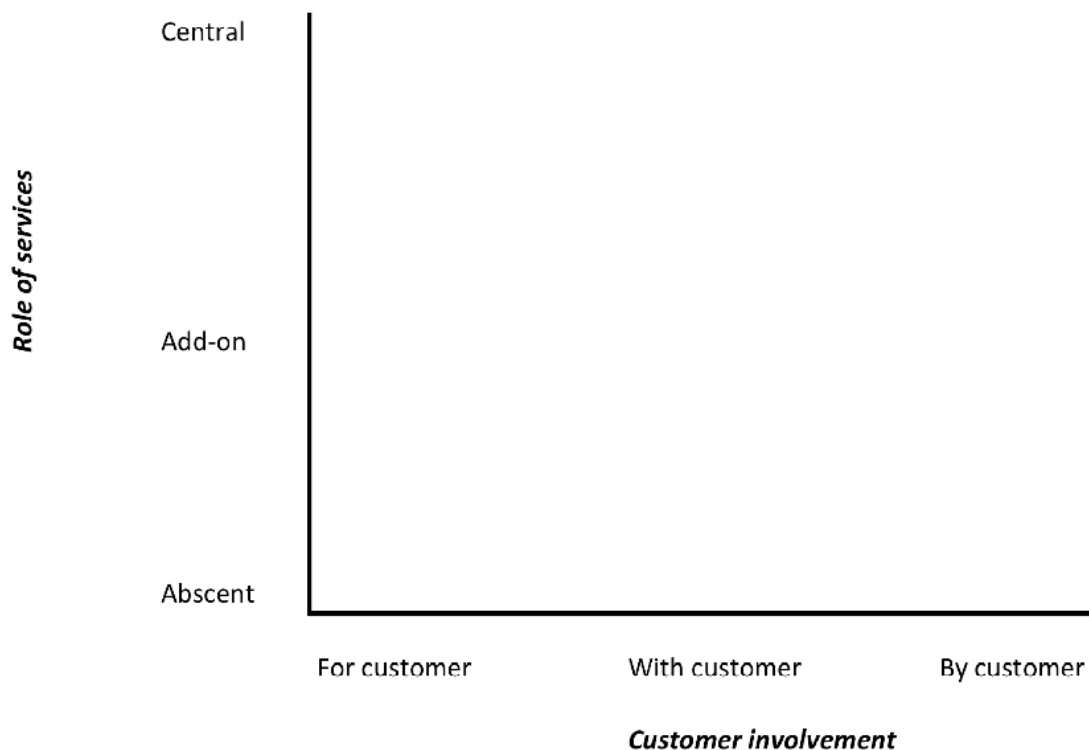 Central
Role of services
Add-on
Abscent
For customer With customer By customer
Customer involvement